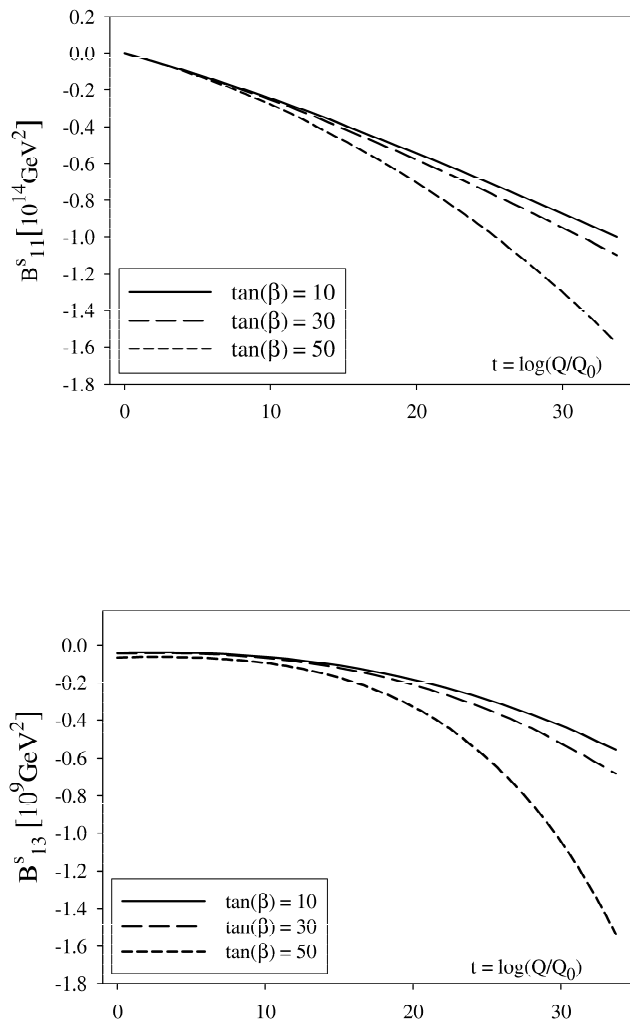 0.2
0.0
-0.2
-0.4
-0.6
-0.8
-1.0
-1.2
-1.4
-1.6
-1.8
B^s_11[10^14GeV^2]
tan(β) = 10
tan(β) = 30
tan(β) = 50
t = log(Q/Q_0)
0 10 20 30
0.0
-0.2
-0.4
-0.6
-0.8
-1.0
-1.2
-1.4
-1.6
-1.8
B^s_13 [10^9GeV^2]
tan(β) = 10
tan(β) = 30
tan(β) = 50
t = log(Q/Q_0)
0 10 20 30